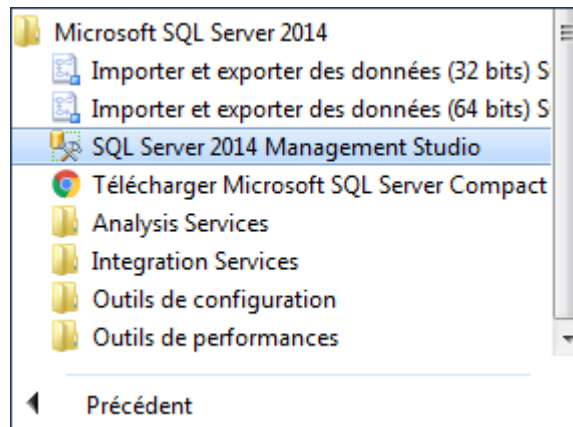 Microsoft SQL Server 2014
Importer et exporter des données (32 bits) S
Importer et exporter des données (64 bits) S
SQL Server 2014 Management Studio
Télécharger Microsoft SQL Server Compact
Analysis Services
Integration Services
Outils de configuration
Outils de performances
Précédent